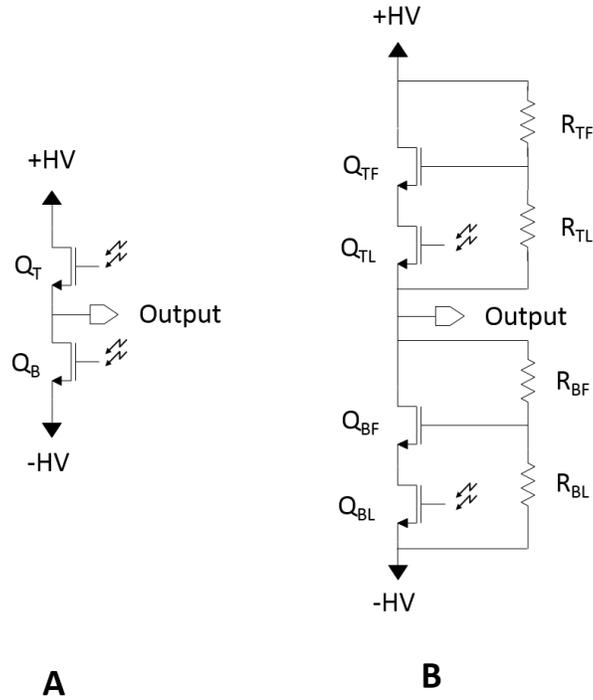 +HV
Q_T
Output
Q_B
-HV
A
+HV
R_TF
Q_TF
R_TL
Q_TL
Output
R_BF
Q_BF
R_BL
Q_BL
-HV
B